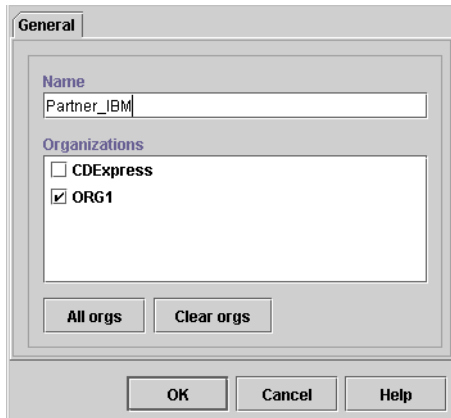 General
Name
Partner_IBM
Organizations
CDExpress
ORG1
All orgs Clear orgs
OK Cancel Help